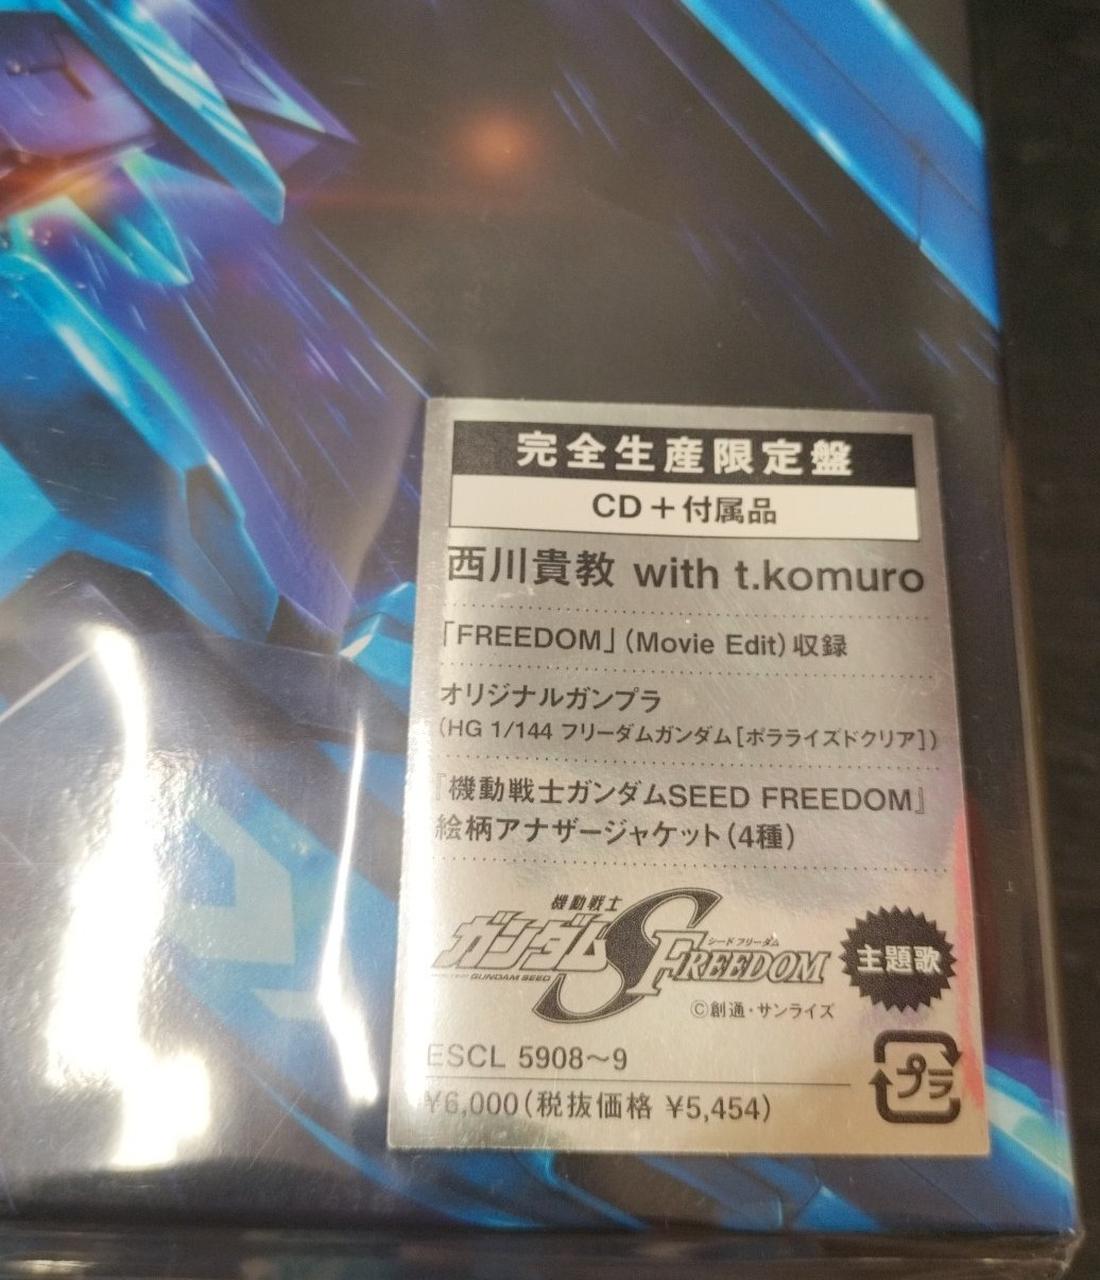 完全生産限定盤
CD+付属品
西川貴教 with t.komuro
「FREEDOM」(Movie Edit)収録
オリジナルガンプラ
(HG 1/144 フリーダムガンダム[ポラライズドクリア])
『機動戦士ガンダムSEED FREEDOM』
絵柄アナザージャケット(4種)
機動戦士
ガンダムS
シード フリーダム
FREEDOM
GUNDAM SEED
主題歌
©創通・サンライズ
ESCL 5908〜9
プラ
¥6,000(税抜価格 ¥5,454)